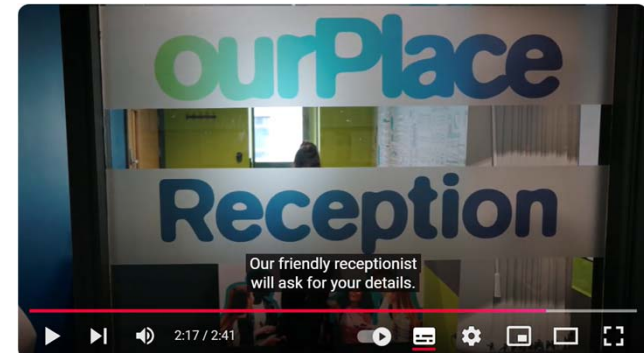 ourPlace
Reception
Our friendly receptionist
will ask for your details.
2:17 / 2:41